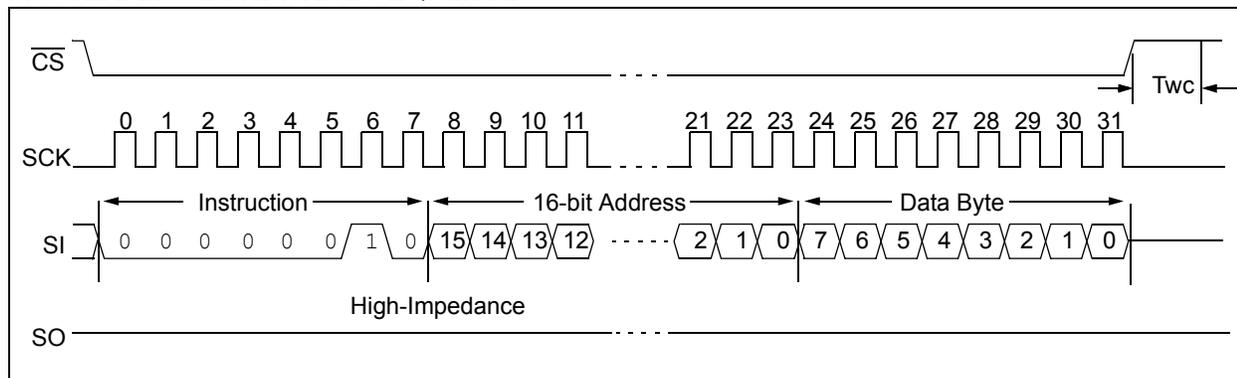 CS
Twc
0 1 2 3 4 5 6 7 8 9 10 11 21 22 23 24 25 26 27 28 29 30 31
SCK
Instruction 16-bit Address Data Byte
SI 0 0 0 0 0 0 1 0 15 14 13 12 2 1 0 7 6 5 4 3 2 1 0
High-Impedance
SO